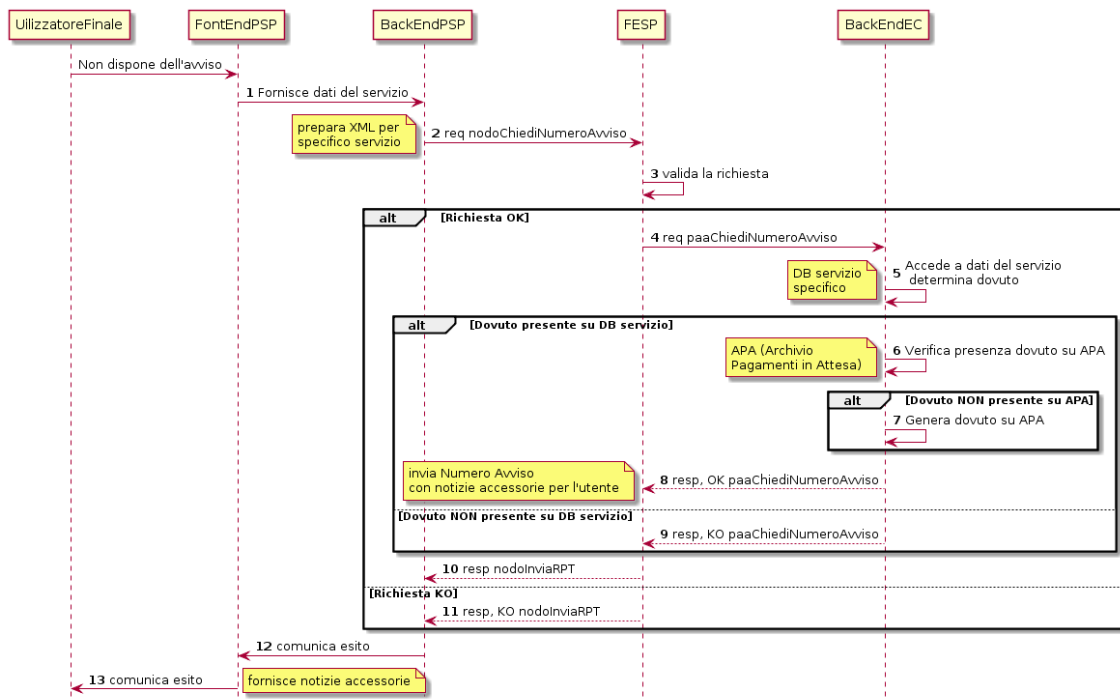 UilizzatoreFinale
FontEndPSP
BackEndPSP
FESP
BackEndEC
Non dispone dell'avviso
1 Fornisce dati del servizio
prepara XML per
specifico servizio
2 req nodoChiediNumeroAvviso
3 valida la richiesta
alt [Richiesta OK]
4 req paaChiediNumeroAvviso
DB servizio
specifico
5 Accede a dati del servizio
determina dovuto
alt [Dovuto presente su DB servizio]
APA (Archivio
Pagamenti in Attesa)
6 Verifica presenza dovuto su APA
alt [Dovuto NON presente su APA]
7 Genera dovuto su APA
invia Numero Avviso
con notizie accessorie per l'utente
8 resp, OK paaChiediNumeroAvviso
[Dovuto NON presente su DB servizio]
9 resp, KO paaChiediNumeroAvviso
10 resp nodoInviaRPT
[Richiesta KO]
11 resp, KO nodoInviaRPT
12 comunica esito
13 comunica esito
fornisce notizie accessorie